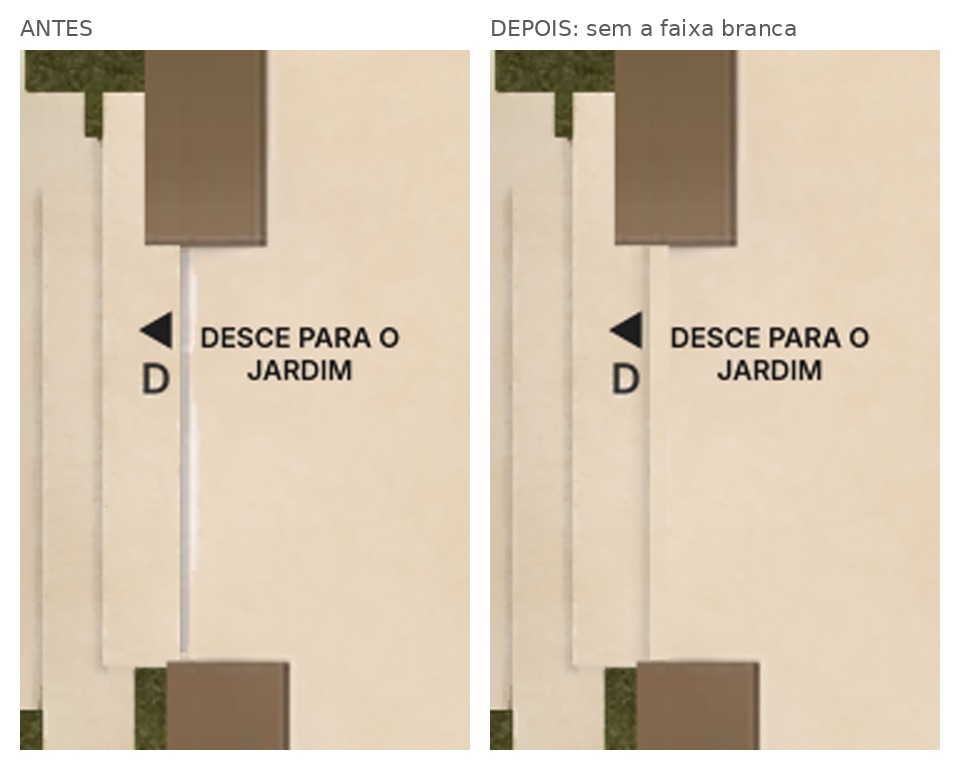 ANTES
DESCE PARA O
JARDIM
D
DEPOIS: sem a faixa branca
DESCE PARA O
JARDIM
D